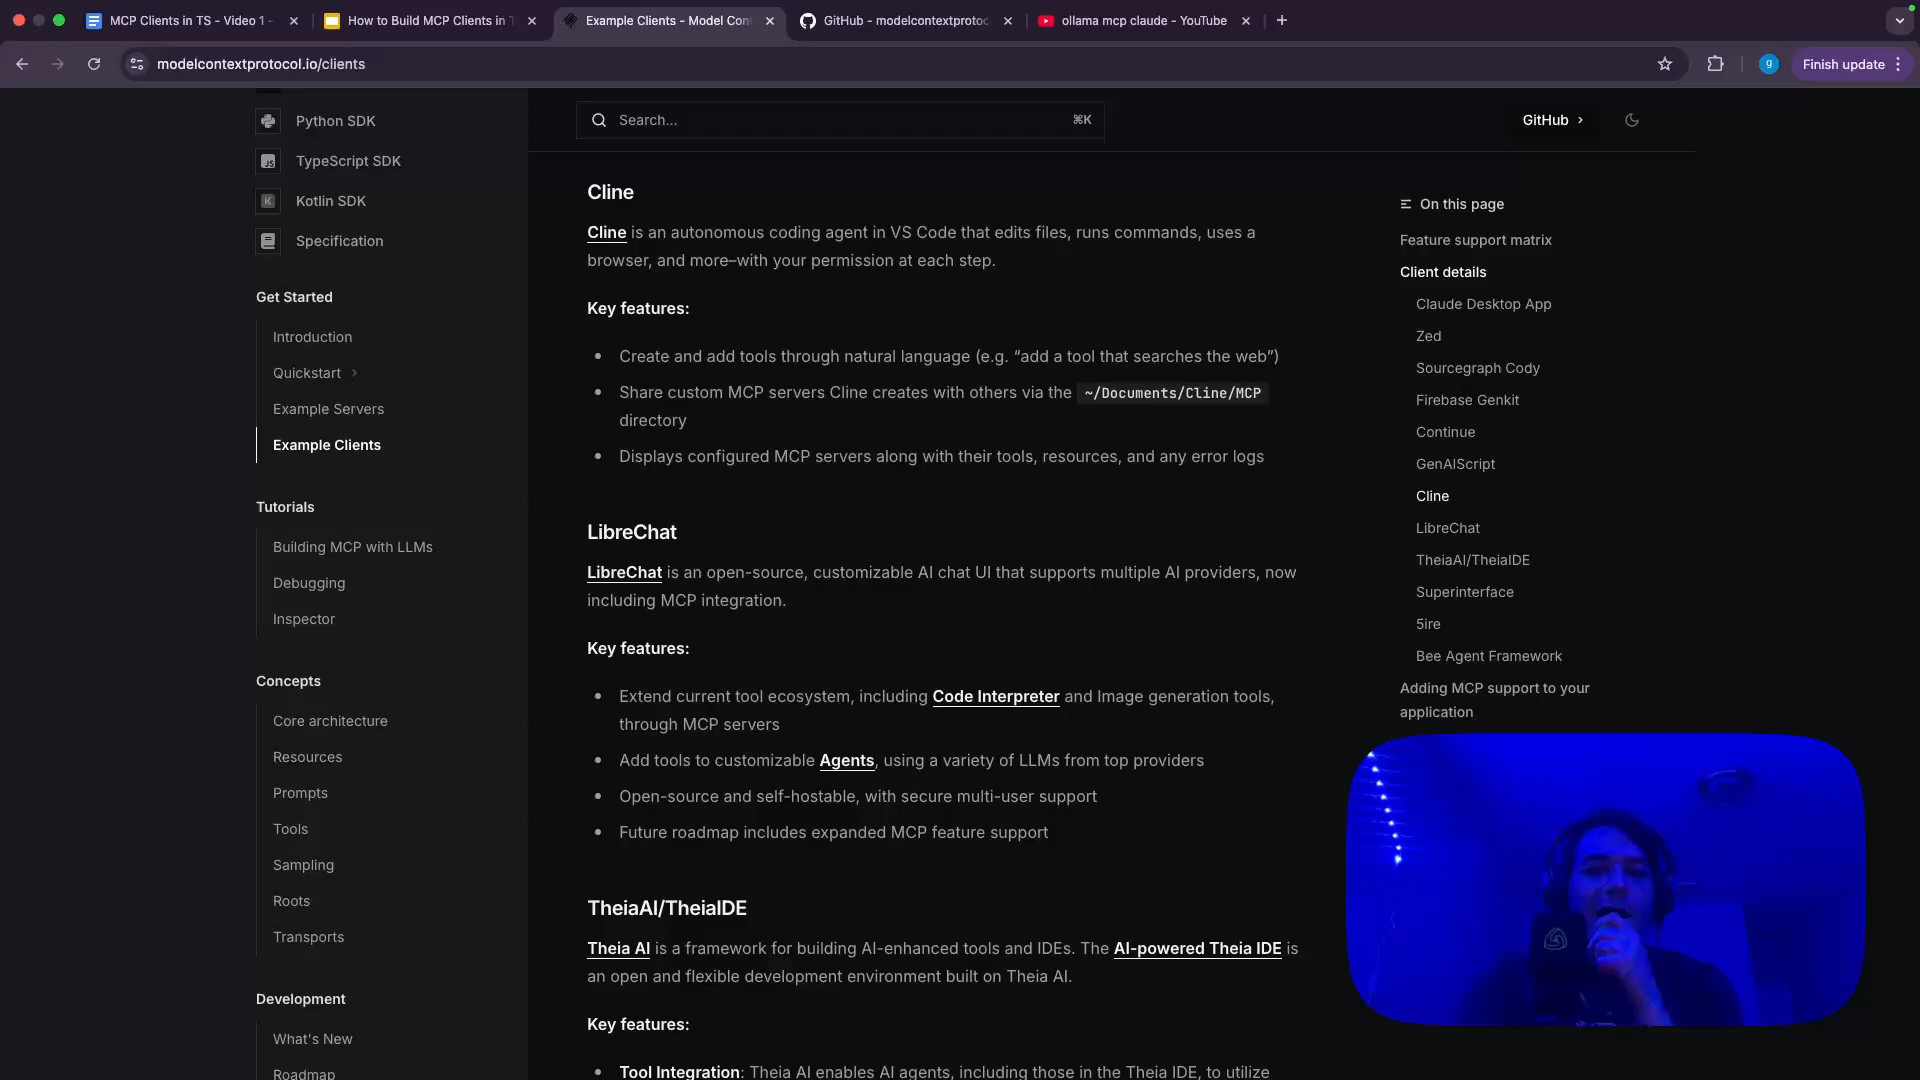 MCP Clients in TS - Video 1 -
How to Build MCP Clients in T
Example Clients - Model Con
GitHub - modelcontextprotoc
ollama mcp claude - YouTube
modelcontextprotocol.io/clients
g
Finish update
Python SDK
TypeScript SDK
Kotlin SDK
Specification
Get Started
Introduction
Quickstart
Example Servers
Example Clients
Tutorials
Building MCP with LLMs
Debugging
Inspector
Concepts
Core architecture
Resources
Prompts
Tools
Sampling
Roots
Transports
Development
What's New
Roadmap
Search...
⌘K
GitHub
Cline
Cline is an autonomous coding agent in VS Code that edits files, runs commands, uses a
browser, and more–with your permission at each step.
Key features:
Create and add tools through natural language (e.g. “add a tool that searches the web”)
Share custom MCP servers Cline creates with others via the ~/Documents/Cline/MCP
directory
Displays configured MCP servers along with their tools, resources, and any error logs
LibreChat
LibreChat is an open-source, customizable AI chat UI that supports multiple AI providers, now
including MCP integration.
Key features:
Extend current tool ecosystem, including Code Interpreter and Image generation tools,
through MCP servers
Add tools to customizable Agents, using a variety of LLMs from top providers
Open-source and self-hostable, with secure multi-user support
Future roadmap includes expanded MCP feature support
TheiaAI/TheiaIDE
Theia AI is a framework for building AI-enhanced tools and IDEs. The AI-powered Theia IDE is
an open and flexible development environment built on Theia AI.
Key features:
Tool Integration: Theia AI enables AI agents, including those in the Theia IDE, to utilize
On this page
Feature support matrix
Client details
Claude Desktop App
Zed
Sourcegraph Cody
Firebase Genkit
Continue
GenAIScript
Cline
LibreChat
TheiaAI/TheiaIDE
Superinterface
5ire
Bee Agent Framework
Adding MCP support to your
application